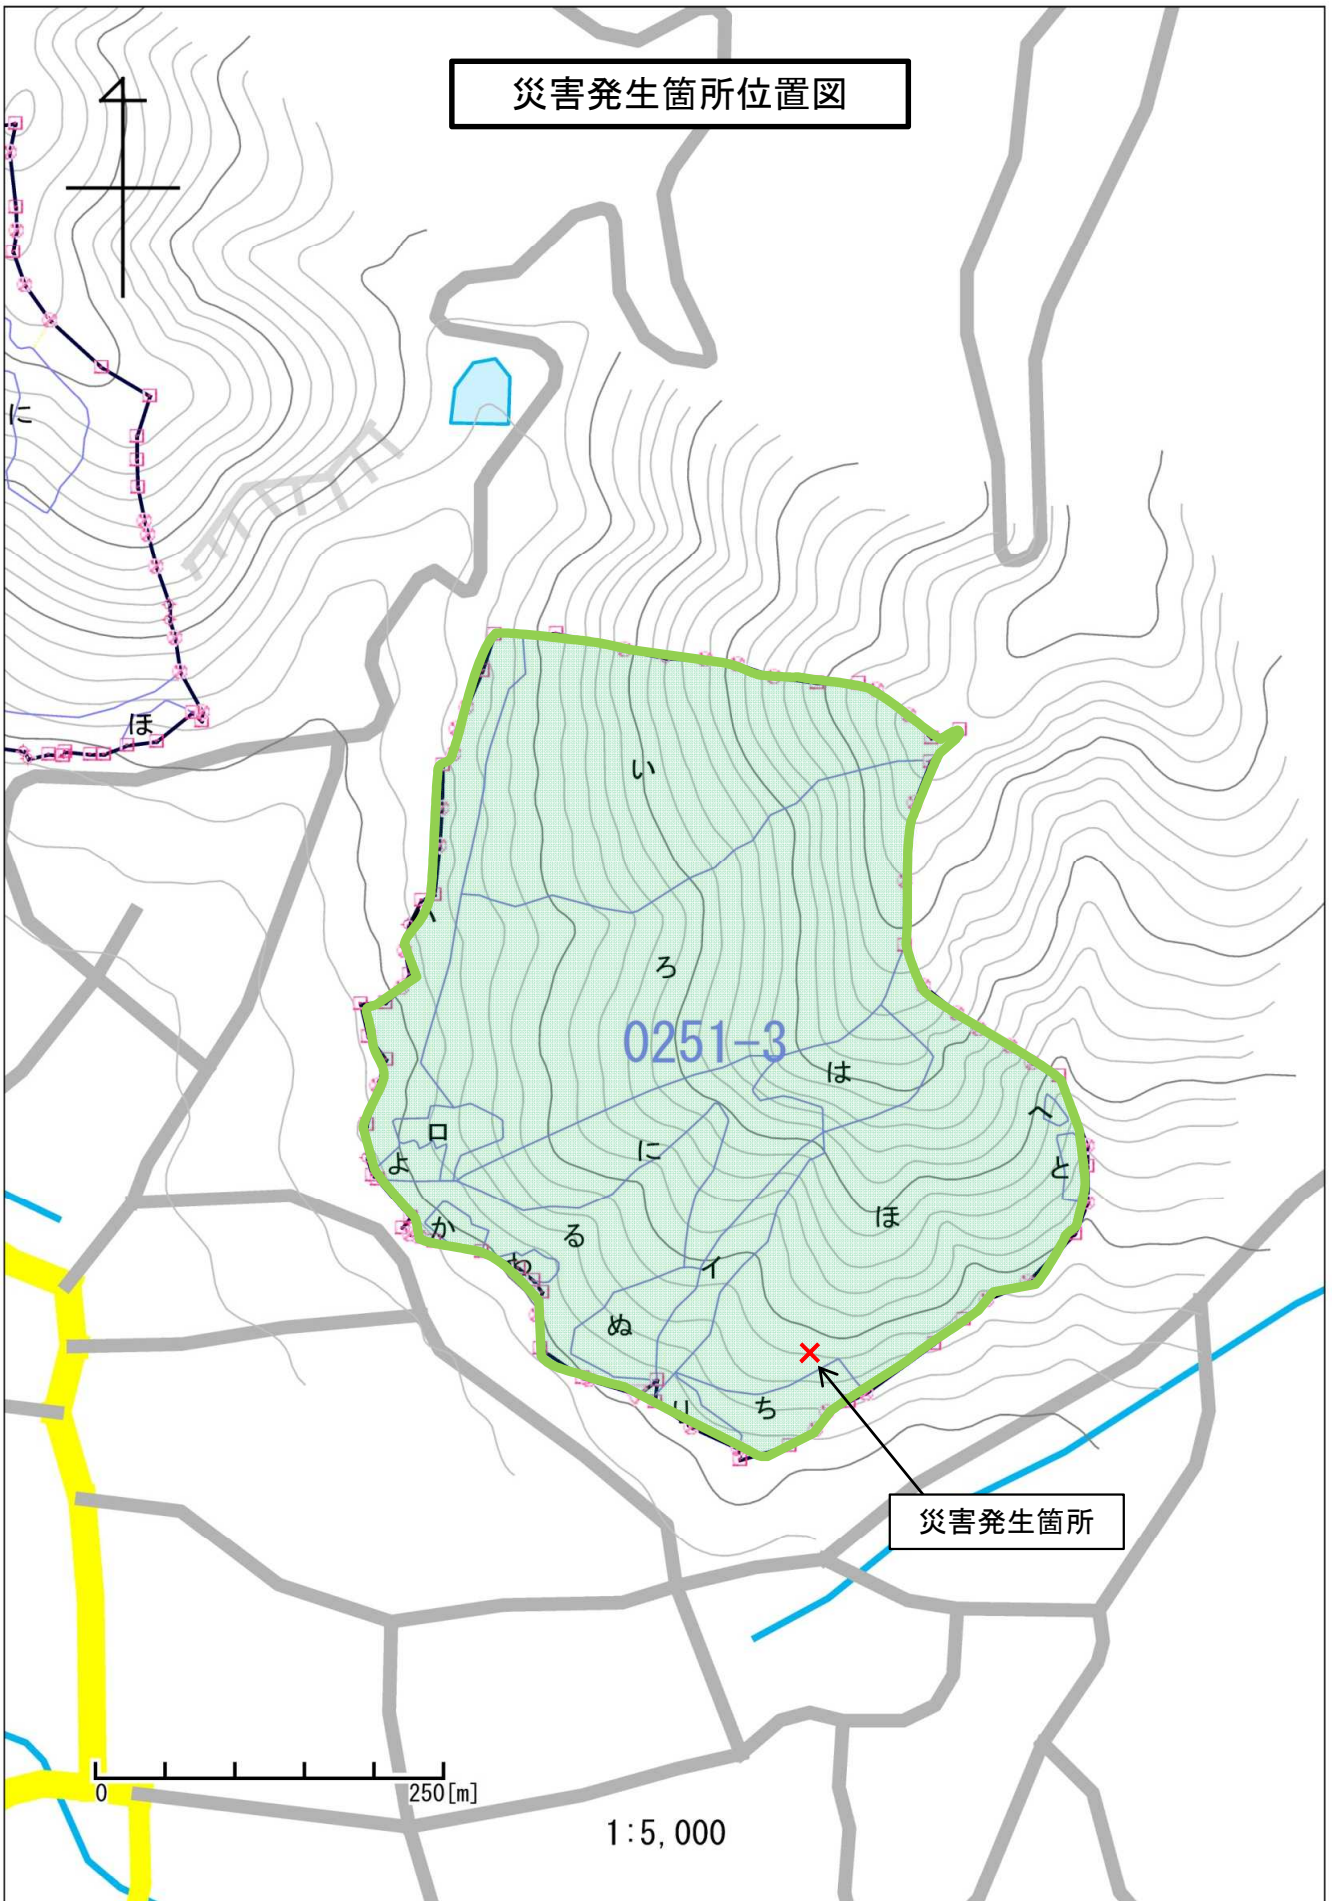 災害発生箇所位置図
に
ほ
い
ろ
0251-3
は
へ
ロ
に
と
よ
か
る
ほ
わ
イ
ぬ
り
ち
災害発生箇所
0
250[m]
1:5,000